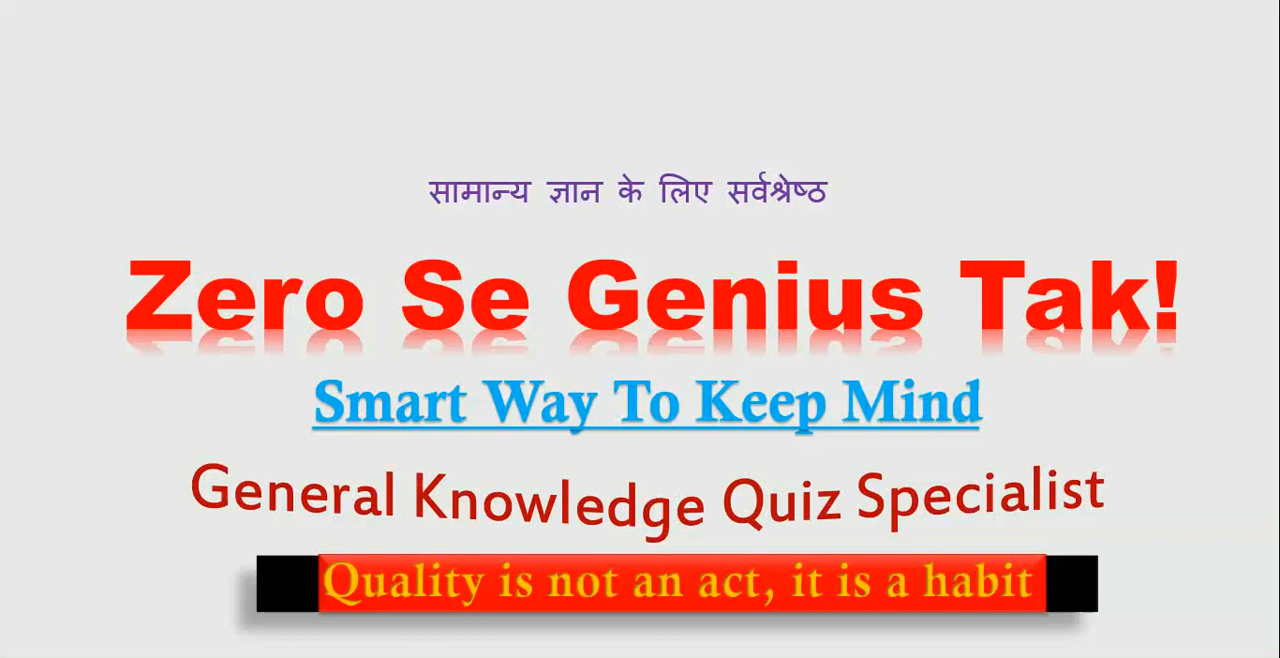 सामान्य ज्ञान के लिए सर्वश्रेष्ठ
Zero Se Genius Tak!
Smart Way To Keep Mind
General Knowledge Quiz Specialist
Quality is not an act, it is a habit